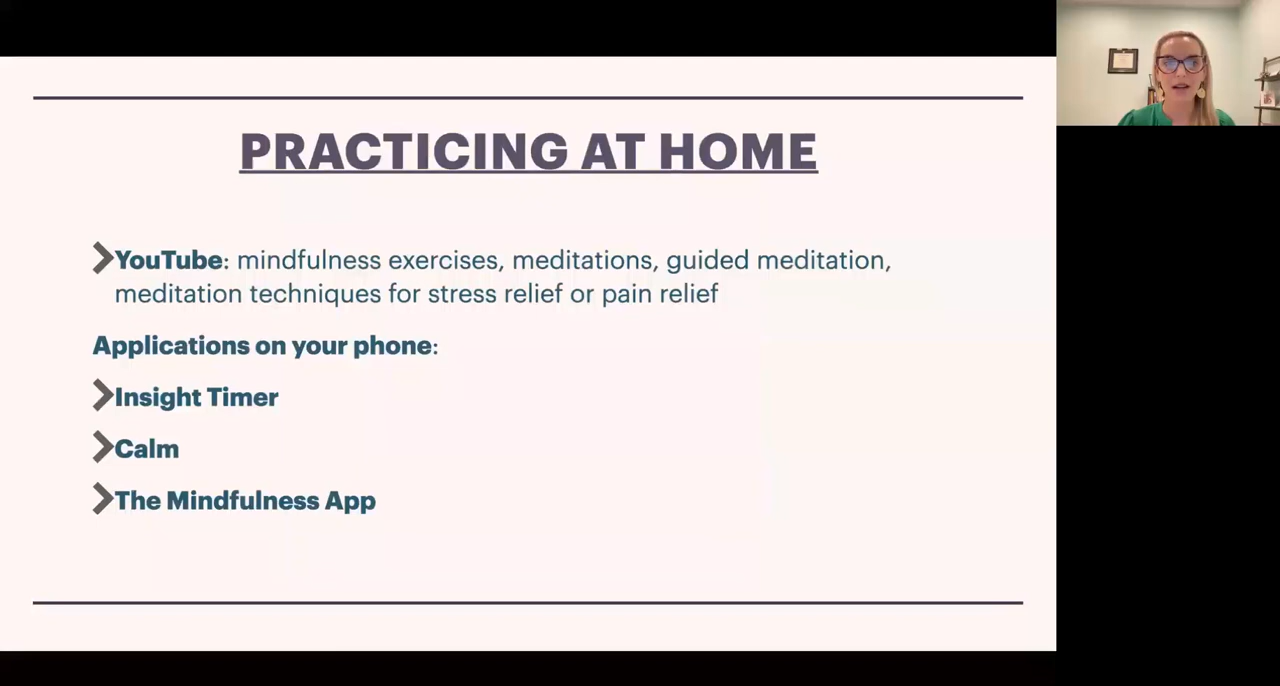 PRACTICING AT HOME
YouTube: mindfulness exercises, meditations, guided meditation,
meditation techniques for stress relief or pain relief
Applications on your phone:
Insight Timer
Calm
The Mindfulness App